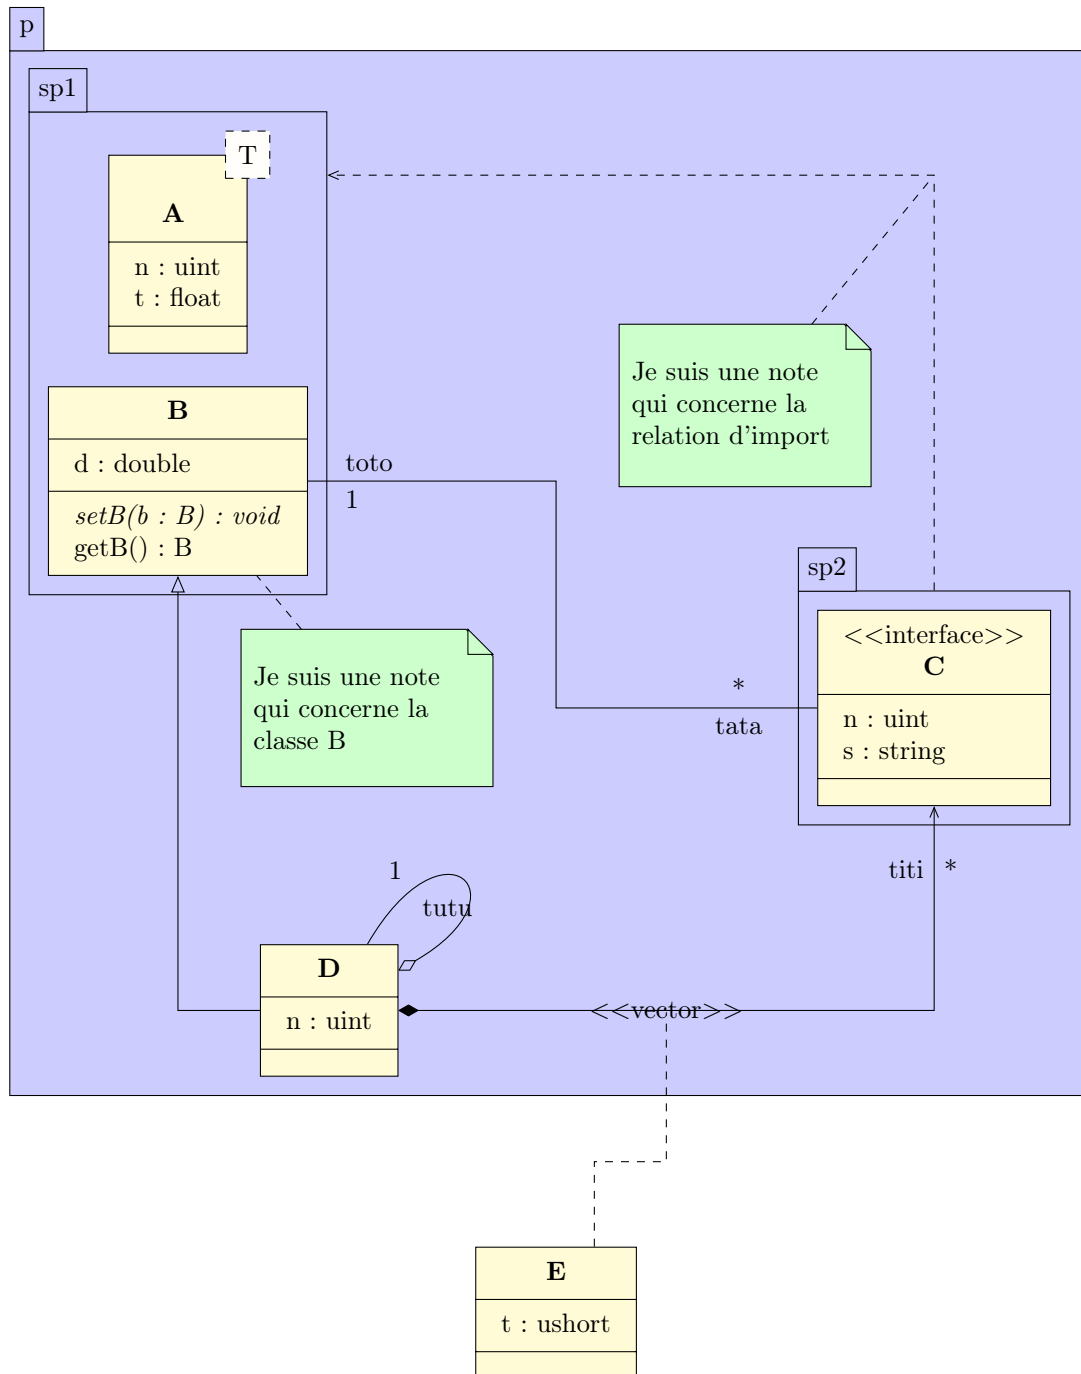 p
sp1
T
A
n : uint
t : float
Je suis une note
qui concerne la
relation d'import
B
d : double
setB(b : B) : void
getB() : B
toto
1
sp2
<<interface>>
C
n : uint
s : string
*
tata
Je suis une note
qui concerne la
classe B
titi
*
1
tutu
D
n : uint
<<vector>>
E
t : ushort